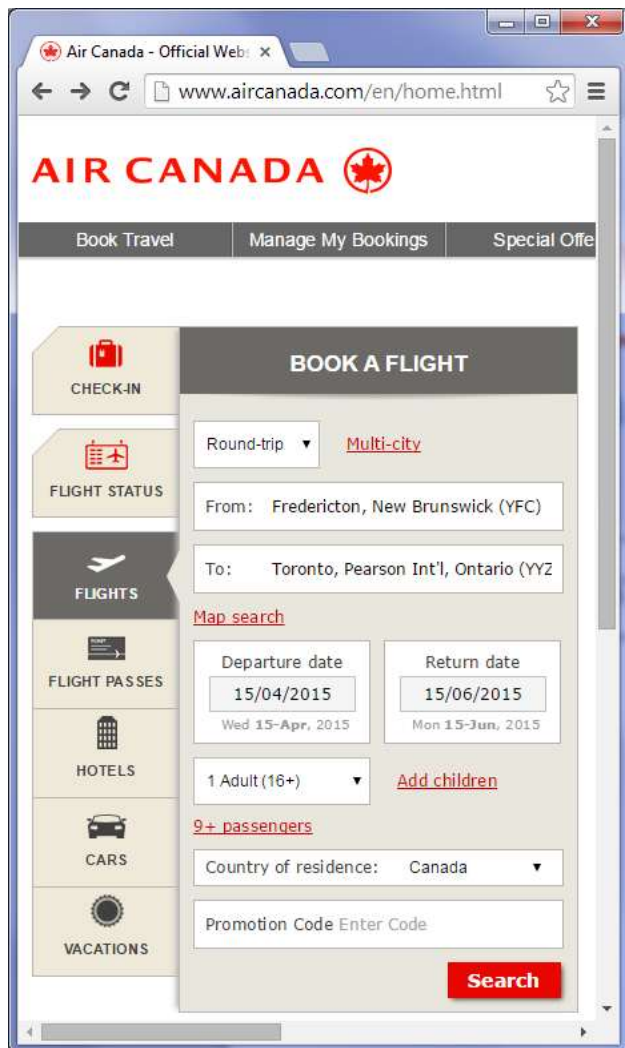 Air Canada - Official Web
www.aircanada.com/en/home.html
AIR CANADA
Book Travel Manage My Bookings Special Offe
CHECK-IN
FLIGHT STATUS
FLIGHTS
FLIGHT PASSES
HOTELS
CARS
VACATIONS
BOOK A FLIGHT
Round-trip Multi-city
From: Fredericton, New Brunswick (YFC)
To: Toronto, Pearson Int'l, Ontario (YYZ
Map search
Departure date
15/04/2015
Wed 15-Apr, 2015
Return date
15/06/2015
Mon 15-Jun, 2015
1 Adult (16+) Add children
9+ passengers
Country of residence: Canada
Promotion Code Enter Code
Search